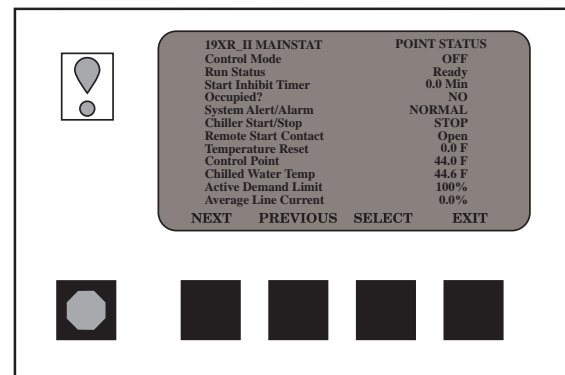 19XR_II MAINSTAT POINT STATUS
Control Mode OFF
Run Status Ready
Start Inhibit Timer 0.0 Min
Occupied? NO
System Alert/Alarm NORMAL
Chiller Start/Stop STOP
Remote Start Contact Open
Temperature Reset 0.0 F
Control Point 44.0 F
Chilled Water Temp 44.6 F
Active Demand Limit 100%
Average Line Current 0.0%
NEXT PREVIOUS SELECT EXIT